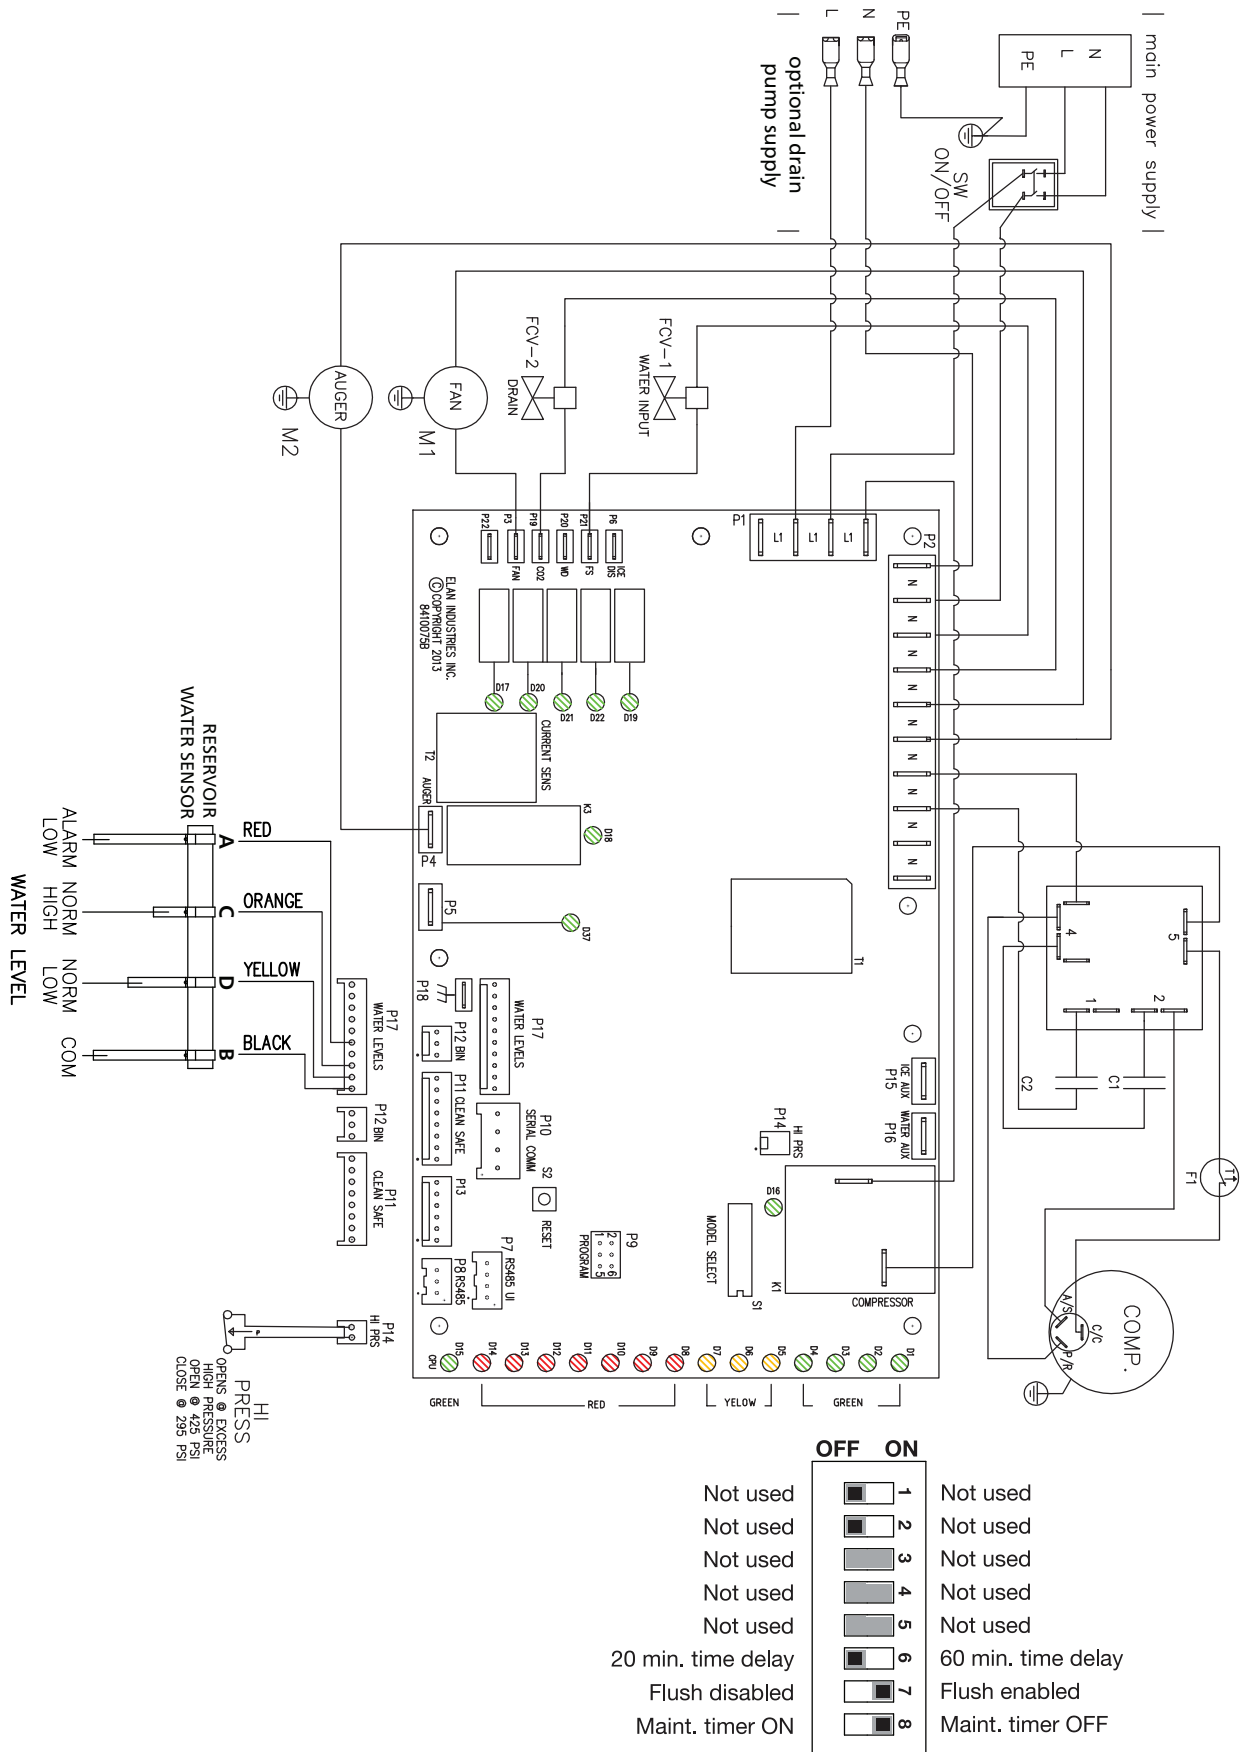 | main power supply |
N
L
PE
SW
ON/OFF
PE
N
L
| optional drain
pump supply |
FCV-1
WATER INPUT
FCV-2
DRAIN
FAN
M1
AUGER
M2
P1
L1
L1
L1
P2
N
N
N
N
N
N
N
N
N
P6
ICE
DIS
P21
FS
P20
WD
P19
CO2
P3
FAN
P22
ELAN INDUSTRIES INC.
©COPYRIGHT 2013
8410075B
D17
D20
D21
D22
D19
CURRENT SENS
T2
AUGER
P4
K3
D18
P5
D37
T1
P18
P17
WATER LEVELS
P12 BIN
P11 CLEAN SAFE
P10
SERIAL COMM
P13
S2
RESET
P9
2
6
1
5
PROGRAM
P7 RS485 UI
P8 RS485
P14
HI PRS
P15
ICE AUX
P16
WATER AUX
D16
MODEL SELECT
S1
K1
COMPRESSOR
CPU
D15
D14
D13
D12
D11
D10
D9
D8
D7
D6
D5
D4
D3
D2
D1
GREEN
RED
YELLOW
GREEN
5
4
2
1
C1
C2
F1
COMP.
C/C
A/S
P/R
RESERVOIR
WATER SENSOR
A
RED
C
ORANGE
D
YELLOW
B
BLACK
ALARM
LOW
NORM
HIGH
NORM
LOW
COM
WATER LEVEL
P17
WATER LEVELS
P12 BIN
P11
CLEAN SAFE
P14
HI PRS
P
HI
PRESS
OPENS @ EXCESS
HIGH PRESSURE
OPEN @ 425 PSI
CLOSE @ 295 PSI
OFF ON
Not used 1 Not used
Not used 2 Not used
Not used 3 Not used
Not used 4 Not used
Not used 5 Not used
20 min. time delay 6 60 min. time delay
Flush disabled 7 Flush enabled
Maint. timer ON 8 Maint. timer OFF